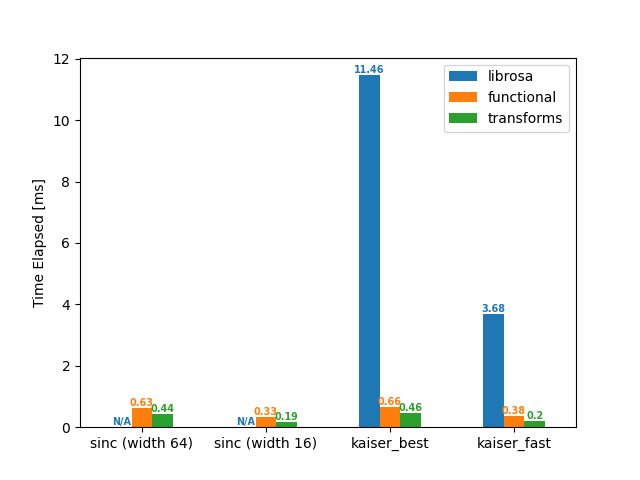 12
10
8
6
4
2
0
Time Elapsed [ms]
librosa
functional
transforms
N/A
0.63
0.44
N/A
0.33
0.19
11.46
0.66
0.46
3.68
0.38
0.2
sinc (width 64)
sinc (width 16)
kaiser_best
kaiser_fast